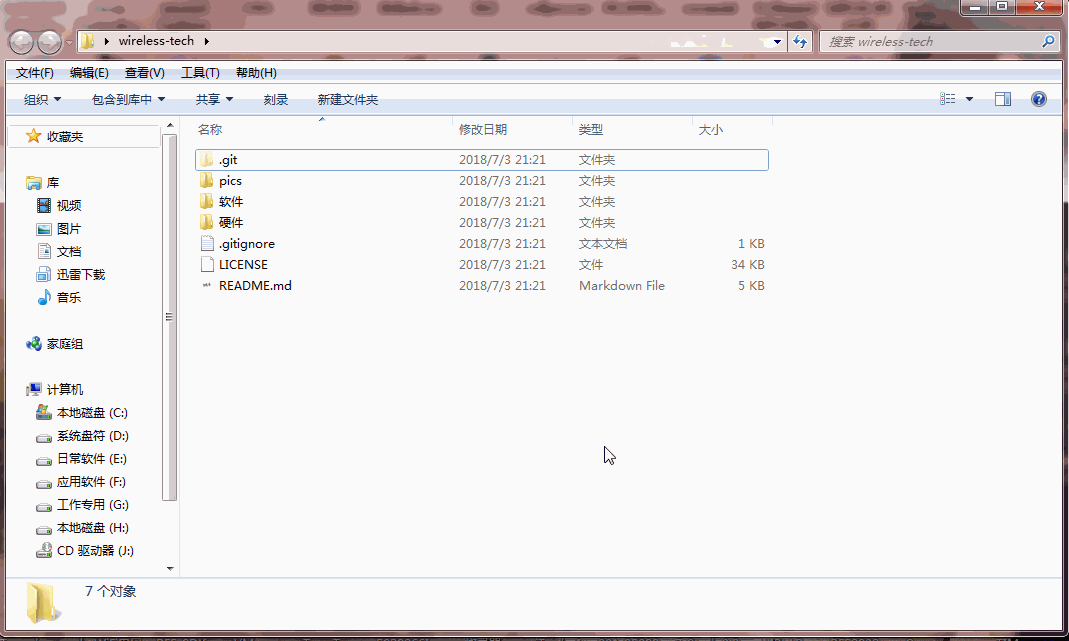 wireless-tech
搜索 wireless-tech
文件(F) 编辑(E) 查看(V) 工具(T) 帮助(H)
组织 包含到库中 共享 刻录 新建文件夹
收藏夹
库
视频
图片
文档
迅雷下载
音乐
家庭组
计算机
本地磁盘 (C:)
系统盘符 (D:)
日常软件 (E:)
应用软件 (F:)
工作专用 (G:)
本地磁盘 (H:)
CD 驱动器 (J:)
名称 修改日期 类型 大小
.git 2018/7/3 21:21 文件夹
pics 2018/7/3 21:21 文件夹
软件 2018/7/3 21:21 文件夹
硬件 2018/7/3 21:21 文件夹
.gitignore 2018/7/3 21:21 文本文档 1 KB
LICENSE 2018/7/3 21:21 文件 34 KB
README.md 2018/7/3 21:21 Markdown File 5 KB
7 个对象